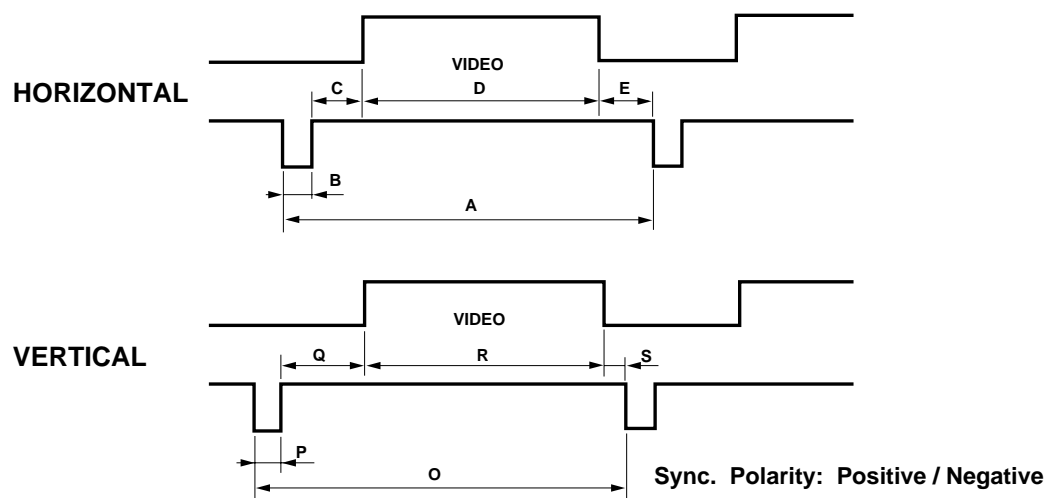 VIDEO
HORIZONTAL
C D E
B
A
VIDEO
VERTICAL
Q R S
P
O
Sync. Polarity: Positive / Negative